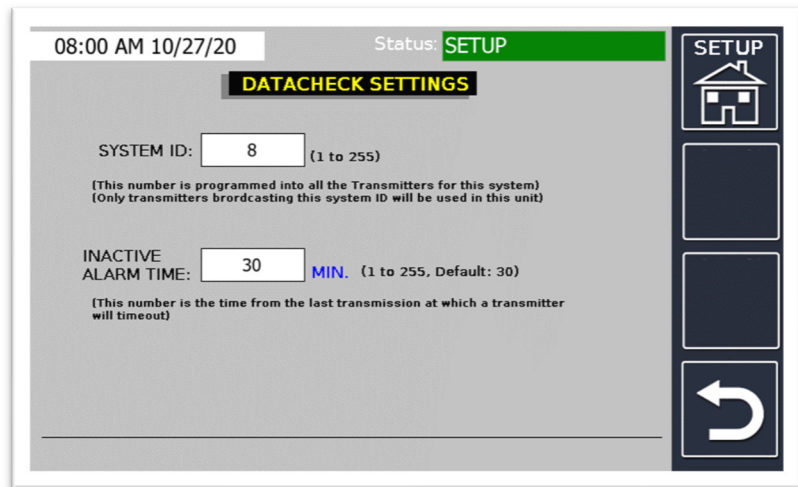 08:00 AM 10/27/20
Status: SETUP
SETUP
DATACHECK SETTINGS
SYSTEM ID: 8 (1 to 255)
(This number is programmed into all the Transmitters for this system)
(Only transmitters brordcasting this system ID will be used in this unit)
INACTIVE
ALARM TIME: 30 MIN. (1 to 255, Default: 30)
(This number is the time from the last transmission at which a transmitter
will timeout)